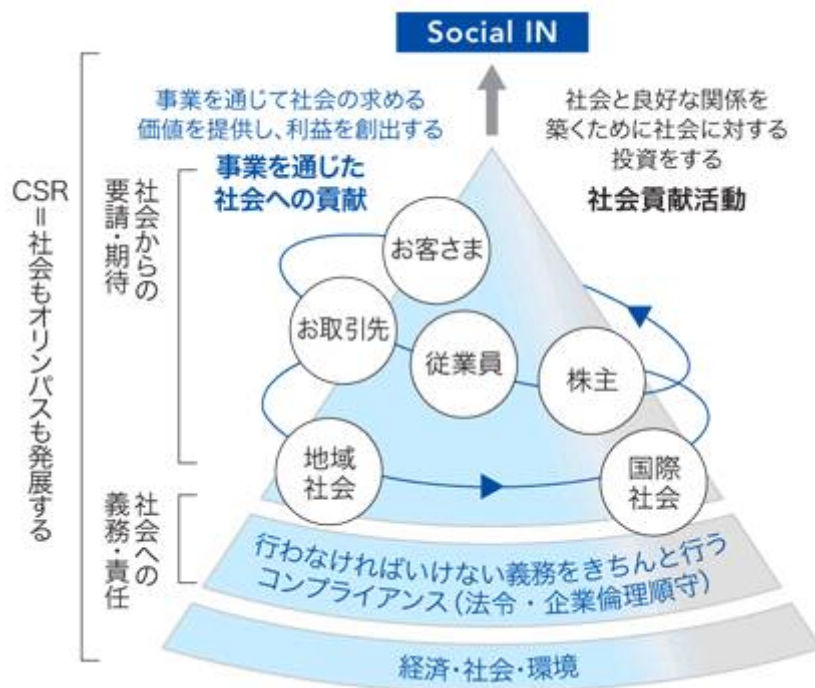 Social IN
事業を通じて社会の求める
価値を提供し、利益を創出する
事業を通じた
社会への貢献
社会と良好な関係を
築くために社会に対する
投資をする
社会貢献活動
CSR=社会もオリンパスも発展する
社会からの
要請・期待
お客さま
お取引先
従業員
株主
地域
社会
国際
社会
社会への
義務・責任
行わなければいけない義務をきちんと行う
コンプライアンス(法令・企業倫理順守)
経済・社会・環境